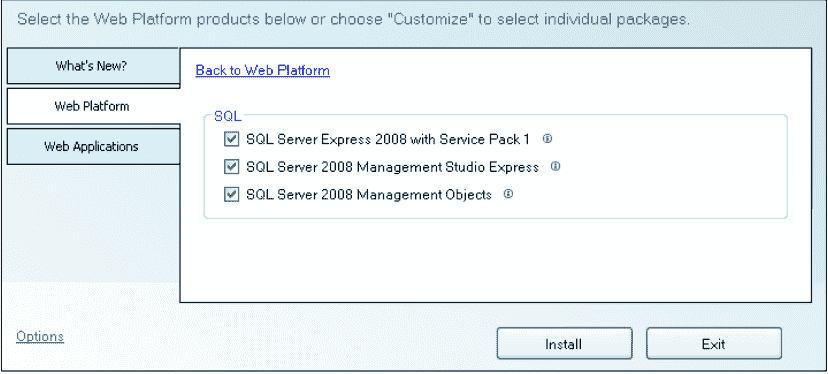 Select the Web Platform products below or choose "Customize" to select individual packages.
What's New?
Back to Web Platform
Web Platform
SQL
SQL Server Express 2008 with Service Pack 1
Web Applications
SQL Server 2008 Management Studio Express
SQL Server 2008 Management Objects
Options
Install
Exit